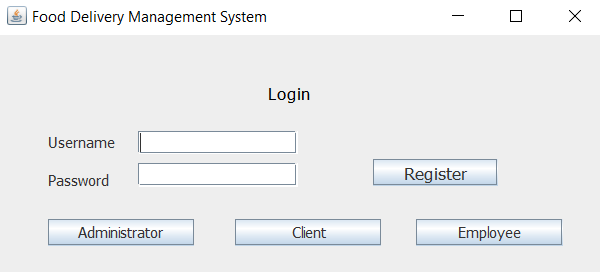 Food Delivery Management System
Login
Username
Password
Register
Administrator
Client
Employee